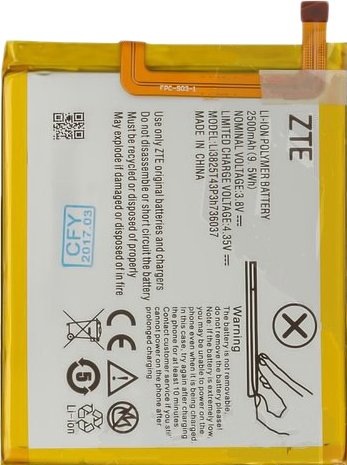 FPC-903-1
ZTE
LI-ION POLYMER BATTERY
2500mAh(9.5Wh)
NOMINAL VOLTAGE:3.8V
LIMITED CHARGE VOLTAGE:4.35V
MODEL:Li3825T43P3h736037
MADE IN CHINA
Use only ZTE original batteries and chargers
Do not disassemble or short circuit the battery
Must be recycled or disposed of properly
May explode if damaged or disposed of in fire
CFY
2017.03
Warning
The battery is not removable,
do not remove the battery.
Note: If the battery is extremely low,
you may be unable to power on the
phone even when it is being charged.
In this case, try again after charging
the phone for at least 10 minutes
Contact customer service if you still
cannot power the phone on after
prolonged charging
Li-ion